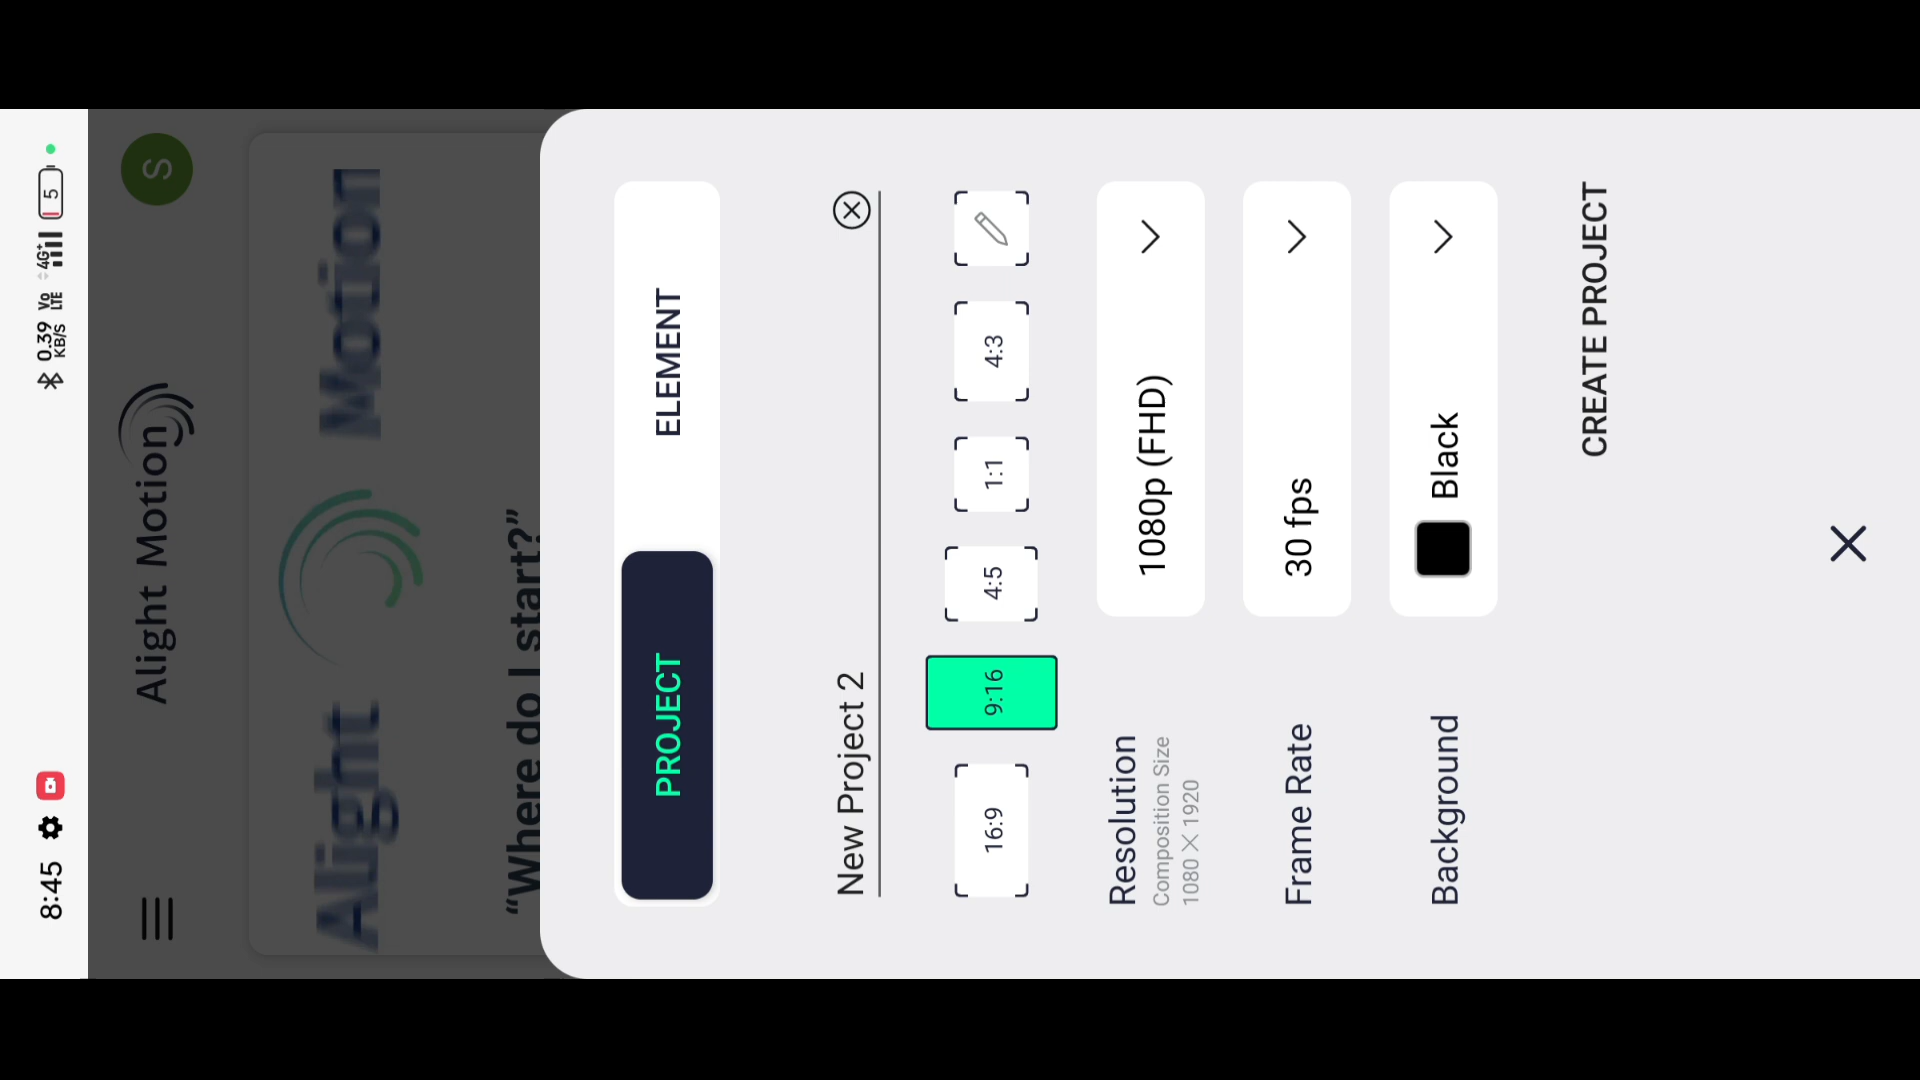 8:45
0.39 KB/S Vo LTE 4G+ 5
Alight Motion
S
Alight Motion
“Where do I start?”
PROJECT ELEMENT
New Project 2
16:9 9:16 4:5 1:1 4:3
Resolution 1080p (FHD)
Composition Size
1080 X 1920
Frame Rate 30 fps
Background Black
CREATE PROJECT